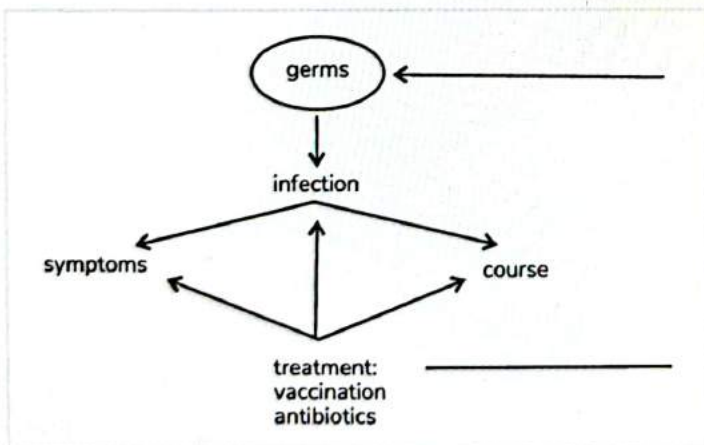 germs
infection
symptoms
course
treatment:
vaccination
antibiotics